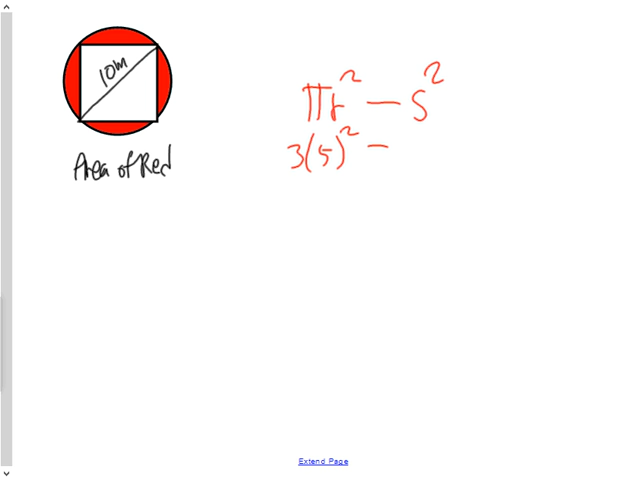 10m
Area of Red
πr² — S²
3(5)² —
Extend Page